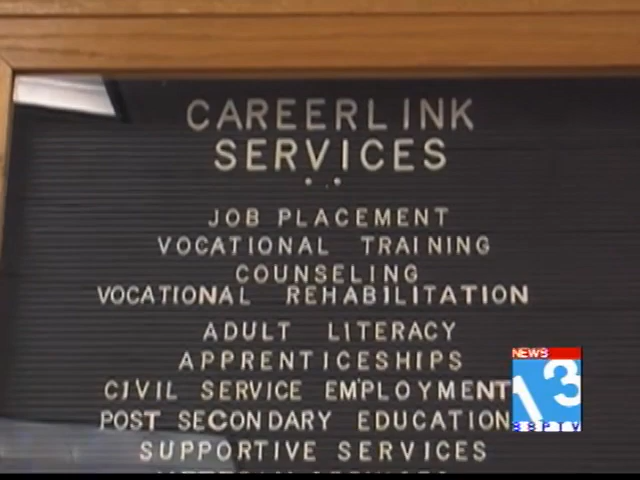 CAREERLINK
SERVICES
JOB PLACEMENT
VOCATIONAL TRAINING
COUNSELING
VOCATIONAL REHABILITATION
ADULT LITERACY
APPRENTICESHIPS
CIVIL SERVICE EMPLOYMENT
POST SECONDARY EDUCATION
SUPPORTIVE SERVICES
NEWS
13